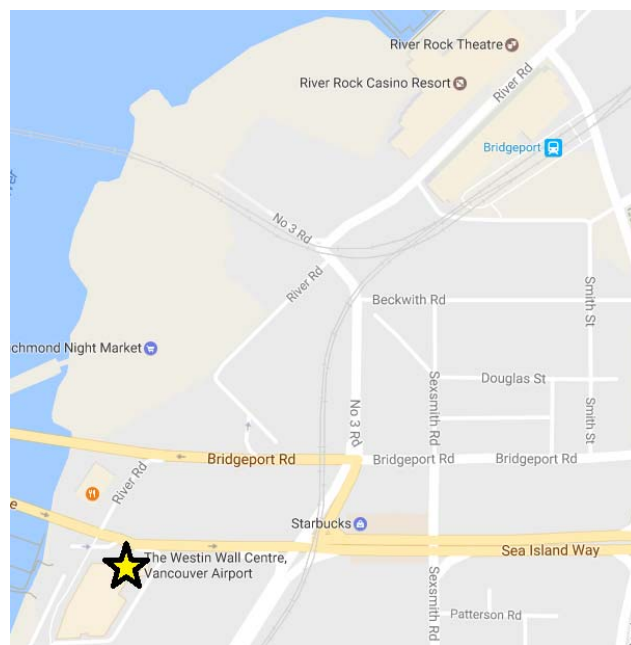 River Rock Theatre
River Rock Casino Resort
River Rd
Bridgeport
No 3 Rd
River Rd
Beckwith Rd
Smith St
chmond Night Market
Douglas St
Sexsmith Rd
No 3 Rd
Smith St
Bridgeport Rd
Bridgeport Rd
Bridgeport Rd
River Rd
e
Starbucks
The Westin Wall Centre,
Vancouver Airport
Sea Island Way
Sexsmith Rd
Patterson Rd